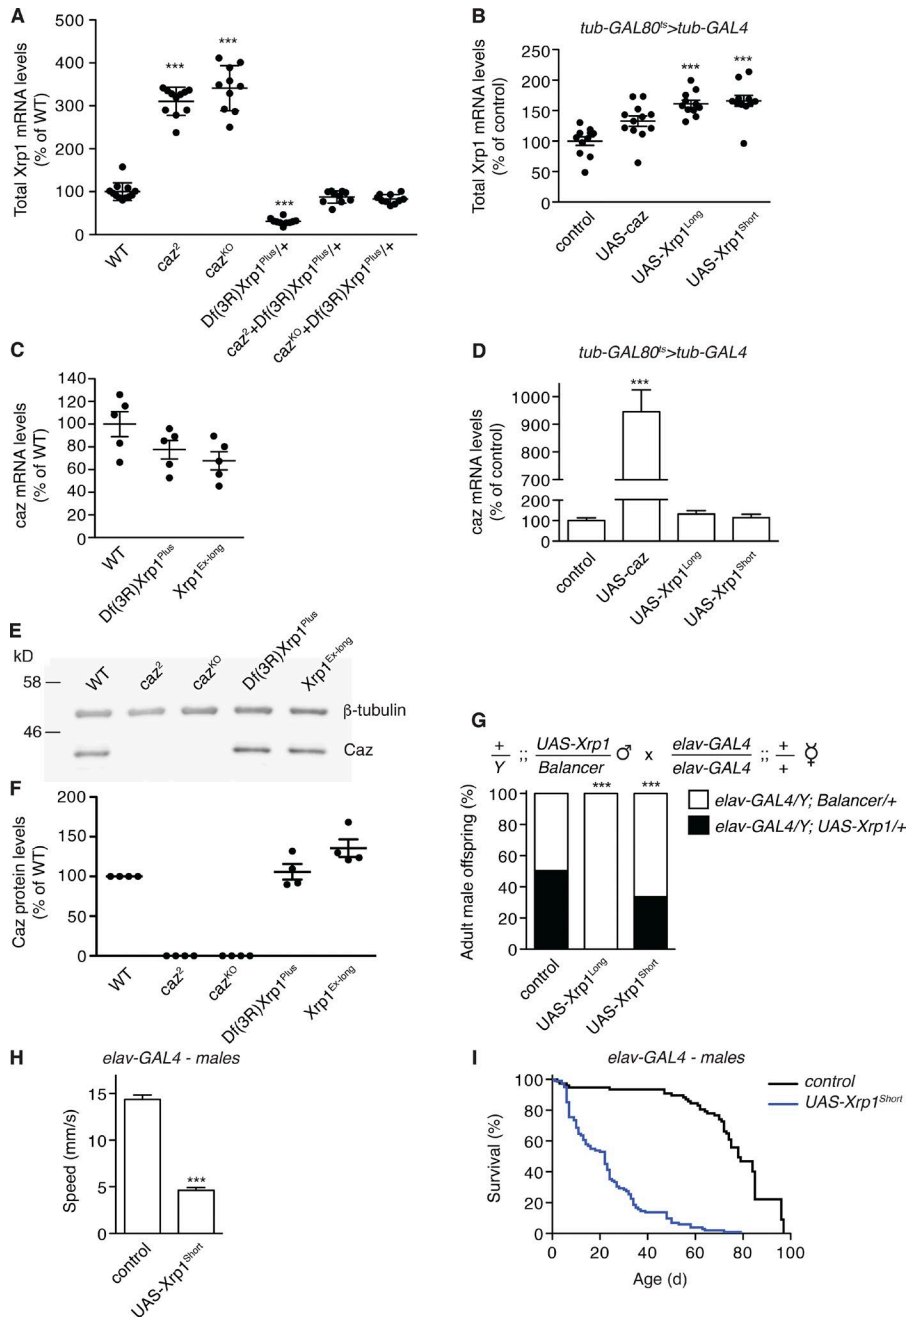 A
500
400
300
200
100
0
Total Xrp1 mRNA levels
(% of WT)
***
***
***
WT
caz²
cazᴷᴼ
Df(3R)Xrp1ᴾˡᵘˢ/+
caz²+Df(3R)Xrp1ᴾˡᵘˢ/+
cazᴷᴼ+Df(3R)Xrp1ᴾˡᵘˢ/+
B
tub-GAL80ᵗˢ>tub-GAL4
250
200
150
100
50
0
Total Xrp1 mRNA levels
(% of control)
***
***
control
UAS-caz
UAS-Xrp1ᴸᵒⁿᵍ
UAS-Xrp1ˢʰᵒʳᵗ
C
140
120
100
80
60
40
20
0
caz mRNA levels
(% of WT)
WT
Df(3R)Xrp1ᴾˡᵘˢ
Xrp1ᴱˣ⁻ˡᵒⁿᵍ
D
tub-GAL80ᵗˢ>tub-GAL4
1000
900
800
700
200
100
0
caz mRNA levels
(% of control)
***
control
UAS-caz
UAS-Xrp1ᴸᵒⁿᵍ
UAS-Xrp1ˢʰᵒʳᵗ
E
kD
58
46
WT
caz²
cazᴷᴼ
Df(3R)Xrp1ᴾˡᵘˢ
Xrp1ᴱˣ⁻ˡᵒⁿᵍ
β-tubulin
Caz
F
200
150
100
50
0
Caz protein levels
(% of WT)
WT
caz²
cazᴷᴼ
Df(3R)Xrp1ᴾˡᵘˢ
Xrp1ᴱˣ⁻ˡᵒⁿᵍ
G
+/Y ;; UAS-Xrp1/Balancer ♂ x elav-GAL4/elav-GAL4 ;; +/+ ☿
100
80
60
40
20
0
Adult male offspring (%)
***
***
elav-GAL4/Y; Balancer/+
elav-GAL4/Y; UAS-Xrp1/+
control
UAS-Xrp1ᴸᵒⁿᵍ
UAS-Xrp1ˢʰᵒʳᵗ
H
elav-GAL4 - males
15
10
5
0
Speed (mm/s)
***
control
UAS-Xrp1ˢʰᵒʳᵗ
I
elav-GAL4 - males
100
80
60
40
20
0
Survival (%)
control
UAS-Xrp1ˢʰᵒʳᵗ
0
20
40
60
80
100
Age (d)